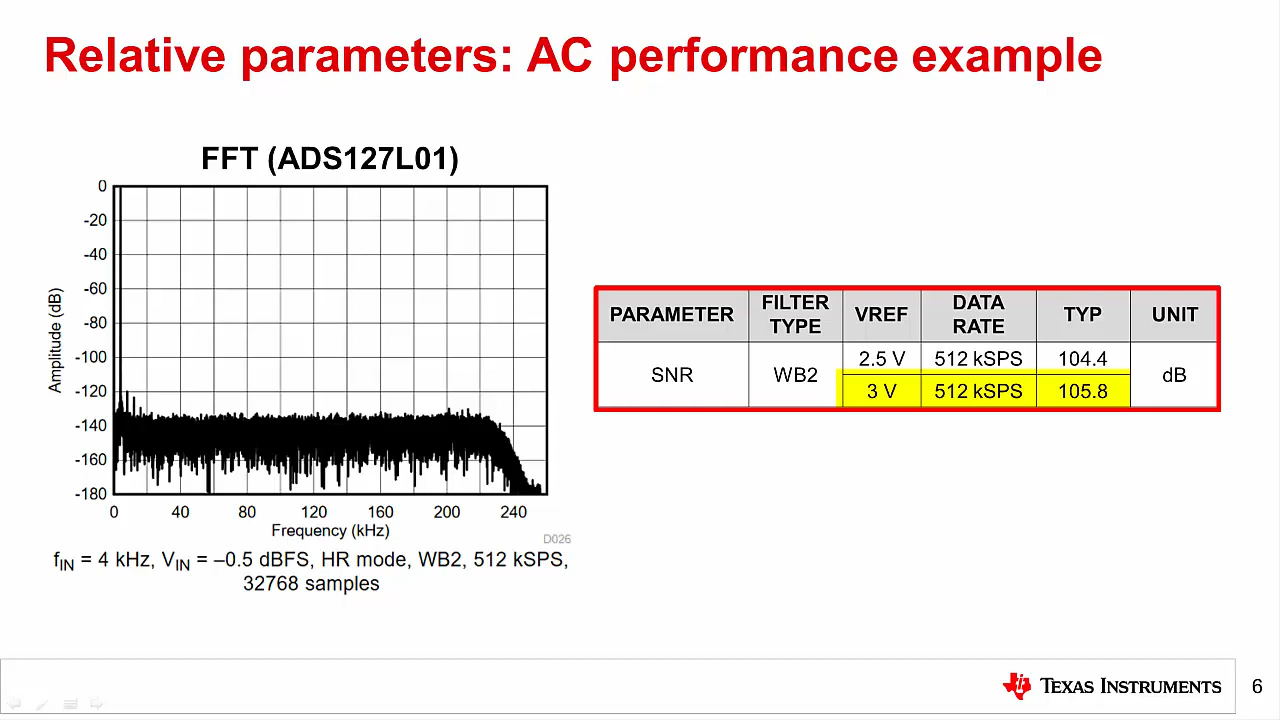 Relative parameters: AC performance example
FFT (ADS127L01)
0
-20
-40
-60
-80
-100
-120
-140
-160
-180
Amplitude (dB)
0 40 80 120 160 200 240
Frequency (kHz)
D026
fIN = 4 kHz, VIN = –0.5 dBFS, HR mode, WB2, 512 kSPS,
32768 samples
PARAMETER FILTER TYPE VREF DATA RATE TYP UNIT
SNR WB2 2.5 V 512 kSPS 104.4 dB
3 V 512 kSPS 105.8
TEXAS INSTRUMENTS
6